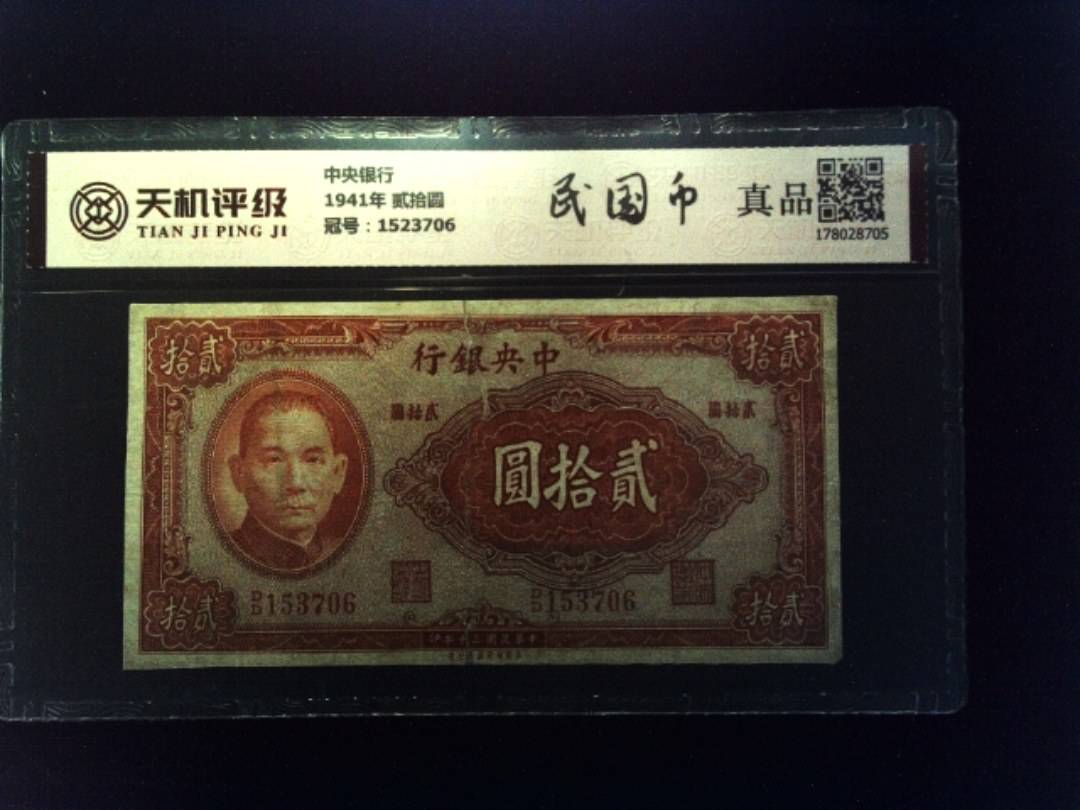 天机评级
TIAN JI PING JI
中央银行
1941年 贰拾圆
冠号：1523706
民国币
真品
178028705
拾貳
拾貳
行銀央中
圓拾貳
圓拾貳
圓拾貳
D/D153706
D/D153706
拾貳
拾貳